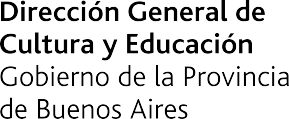 Dirección General de
Cultura y Educación
Gobierno de la Provincia
de Buenos Aires